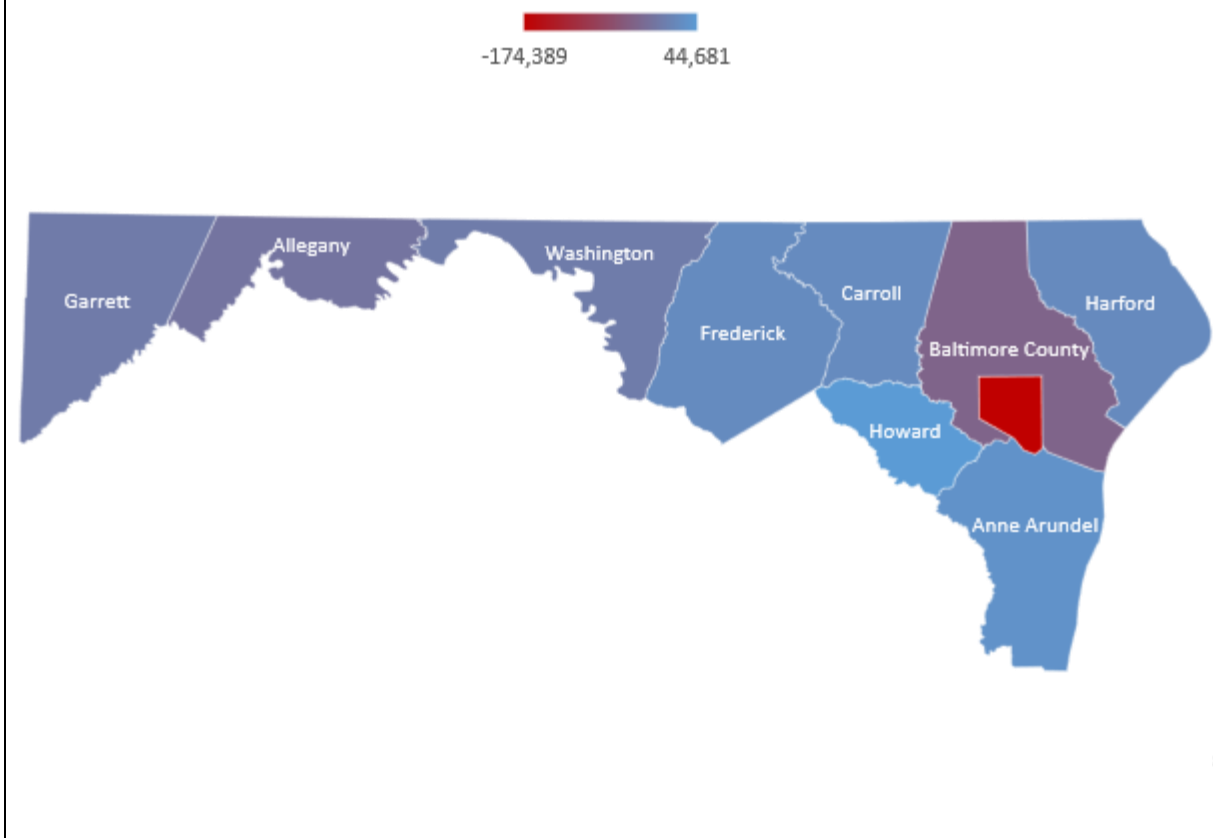 -174,389 44,681
Allegany
Washington
Garrett
Carroll
Harford
Frederick
Baltimore County
Howard
Anne Arundel